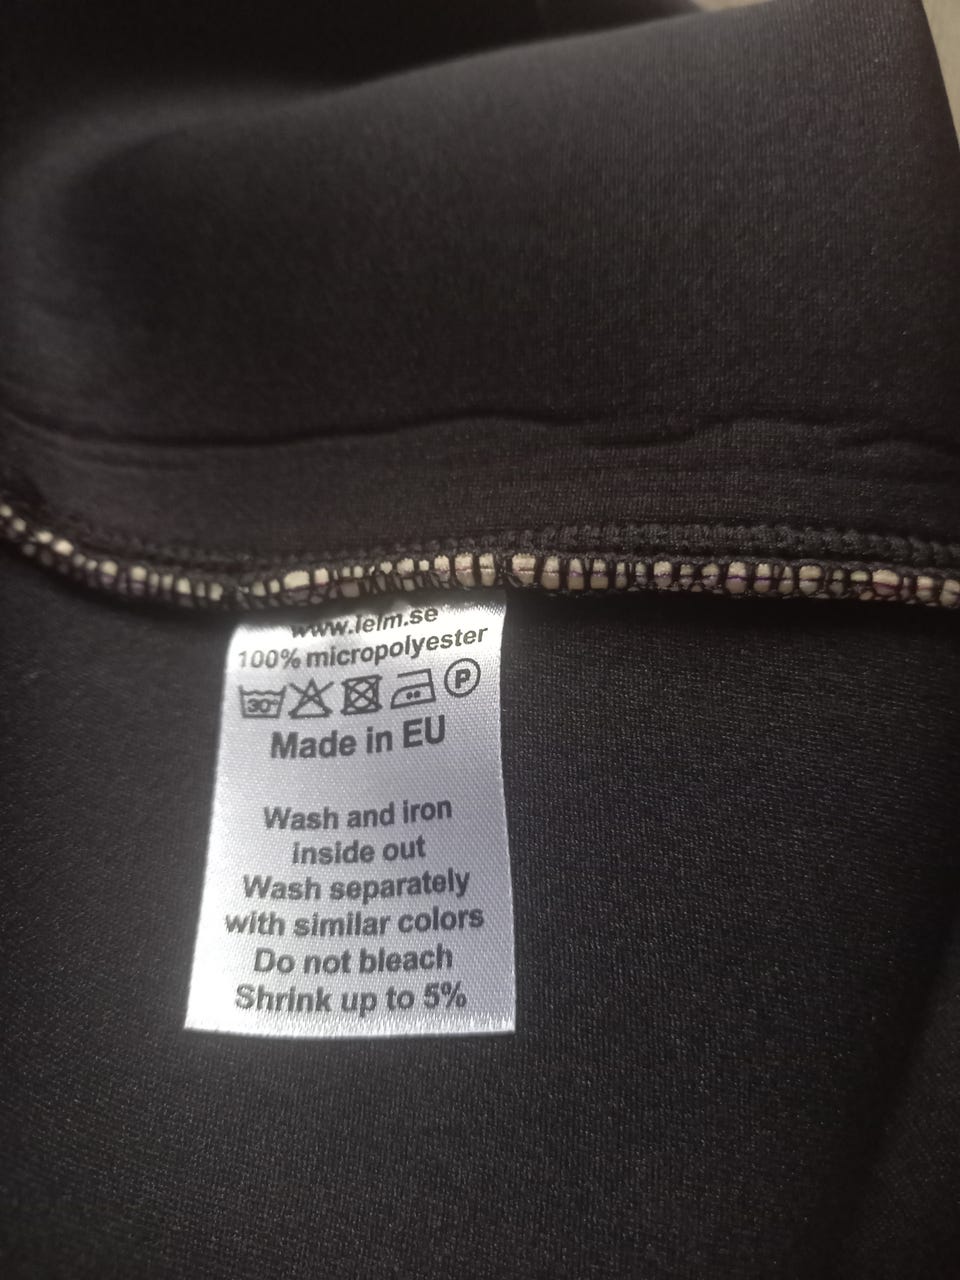 www.lelm.se
100% micropolyester
30° P
Made in EU
Wash and iron
inside out
Wash separately
with similar colors
Do not bleach
Shrink up to 5%